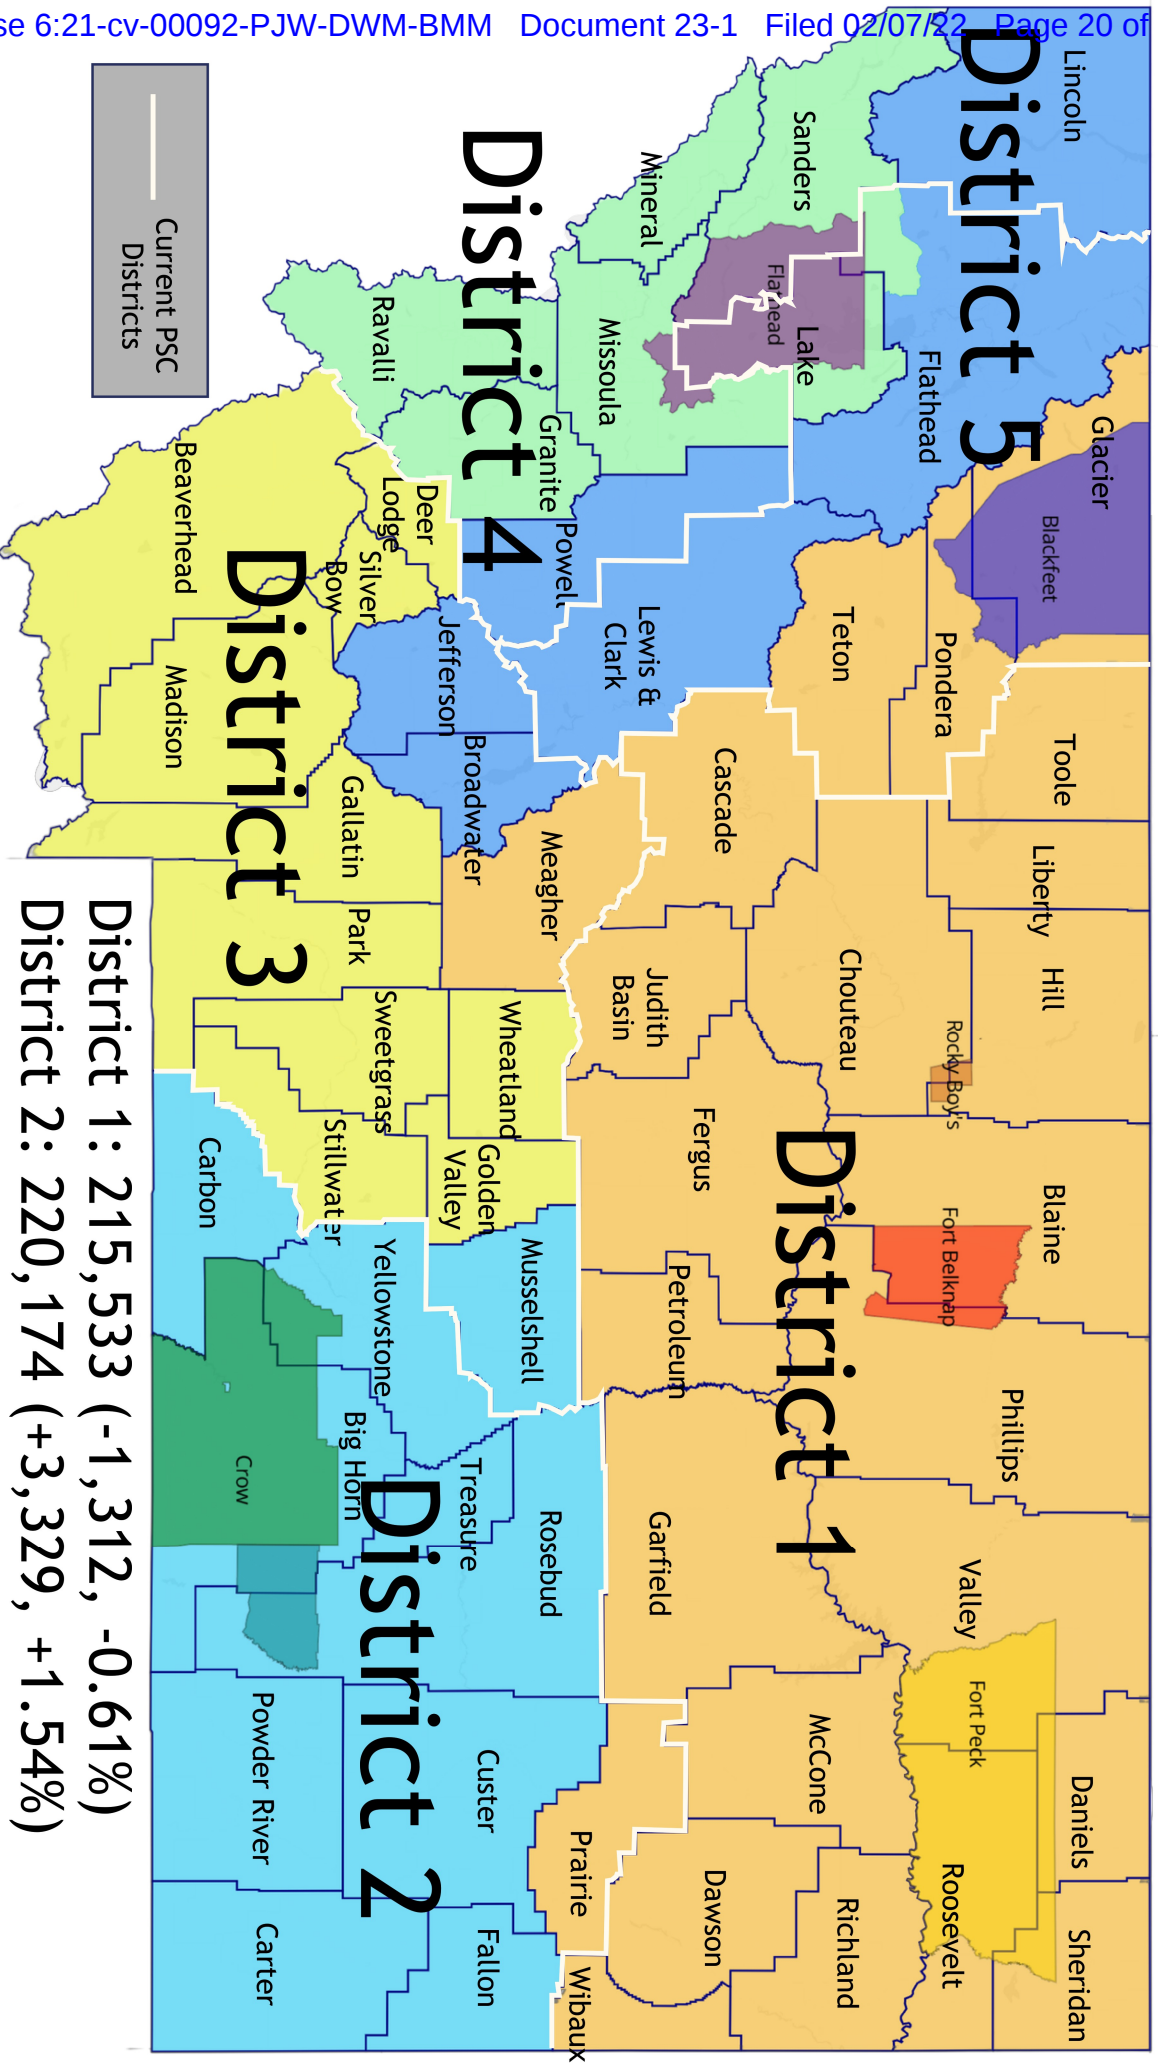 se 6:21-cv-00092-PJW-DWM-BMM Document 23-1 Filed 02/07/22 Page 20 of
Lincoln
District 5
Flathead
Glacier
Blackfeet
Sanders
Mineral
Flathead
Lake
Missoula
District 4
Ravalli
Granite
Powell
Deer
Lodge
Silver
Bow
Beaverhead
Madison
District 3
Jefferson
Broadwater
Lewis &
Clark
Teton
Pondera
Toole
Liberty
Hill
Rocky Boy's
Chouteau
Cascade
Meagher
Judith
Basin
Gallatin
Park
Sweetgrass
Wheatland
Golden
Valley
Stillwater
Fergus
Petroleum
District 1
Blaine
Fort Belknap
Phillips
Valley
Fort Peck
Daniels
Sheridan
Roosevelt
Richland
McCone
Dawson
Garfield
Prairie
Wibaux
Musselshell
Yellowstone
Carbon
Crow
Big Horn
Treasure
Rosebud
District 2
Custer
Powder River
Carter
Fallon
Current PSC
Districts
District 1: 215,533 (-1,312, -0.61%)
District 2: 220,174 (+3,329, +1.54%)